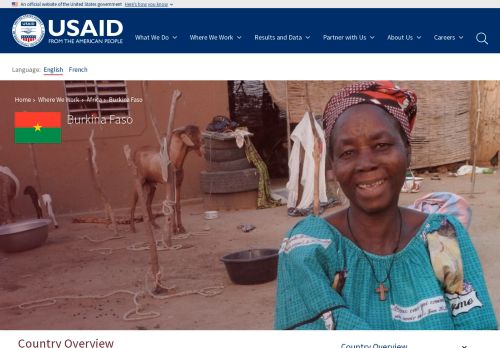 An official website of the United States government Here's how you know
USAID
FROM THE AMERICAN PEOPLE
What We Do Where We Work Results and Data Partner with Us About Us Careers
Language: English French
Home > Where We Work > Africa > Burkina Faso
Burkina Faso
Country Overview
Country Overview